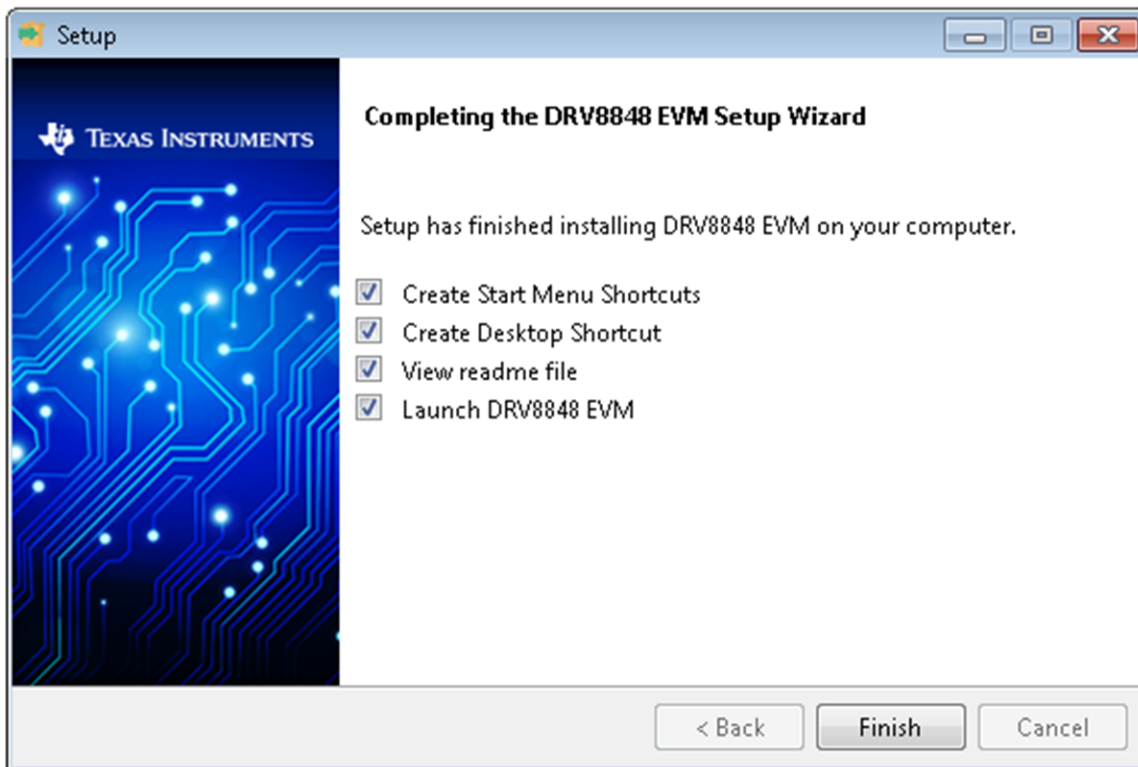 Setup
TEXAS INSTRUMENTS
Completing the DRV8848 EVM Setup Wizard
Setup has finished installing DRV8848 EVM on your computer.
Create Start Menu Shortcuts
Create Desktop Shortcut
View readme file
Launch DRV8848 EVM
< Back
Finish
Cancel